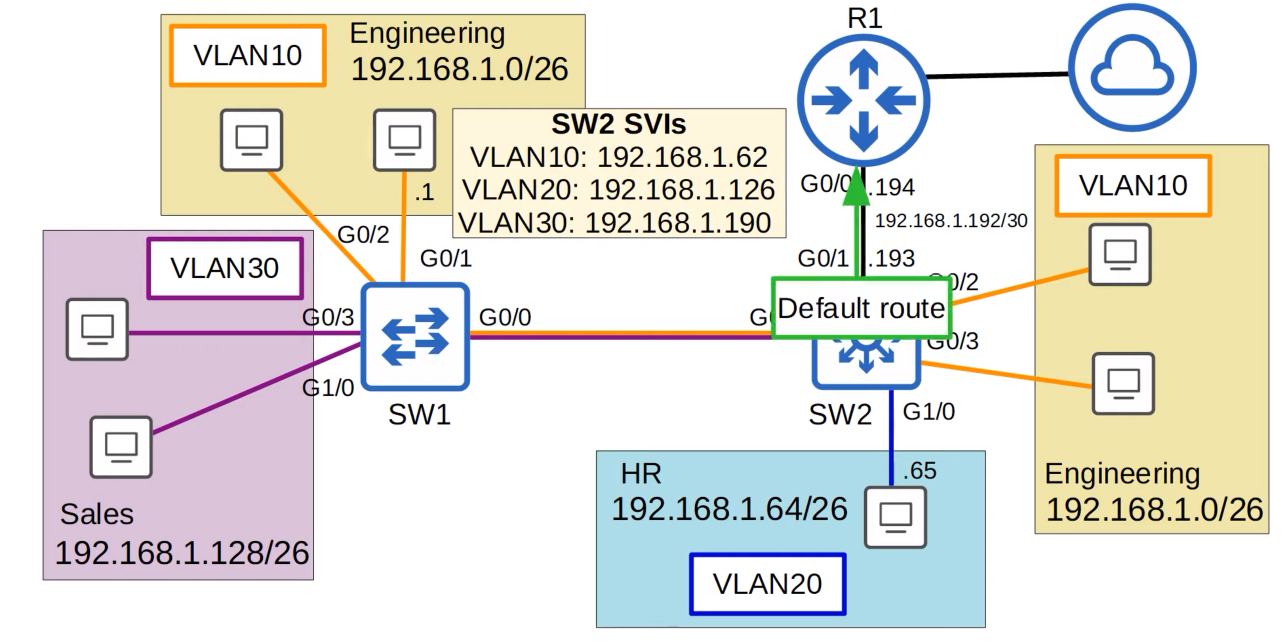 R1
Engineering
192.168.1.0/26
VLAN10
SW2 SVIs
VLAN10: 192.168.1.62
VLAN20: 192.168.1.126
VLAN30: 192.168.1.190
.1
G0/2
G0/1
VLAN30
G0/3
G1/0
Sales
192.168.1.128/26
G0/0
SW1
G0/0
.194
192.168.1.192/30
G0/1
.193
Default route
G0/3
SW2
G1/0
HR
192.168.1.64/26
.65
VLAN20
VLAN10
Engineering
192.168.1.0/26